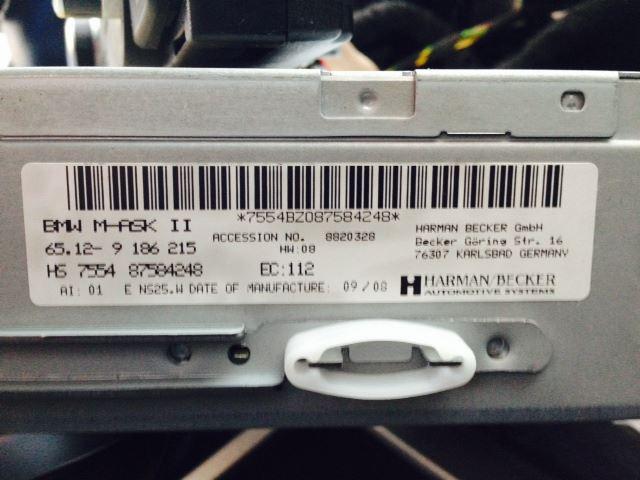 *7554BZ087584248*
BMW M-ASK II
ACCESSION NO. 8820328
HARMAN BECKER GmbH
65.12- 9 186 215
HW:08
Becker Göring Str. 16
HS 7554 87584248
EC:112
76307 KARLSBAD GERMANY
AI: 01 E NS25.W DATE OF MANUFACTURE: 09/08
HARMAN/BECKER
AUTOMOTIVE SYSTEMS